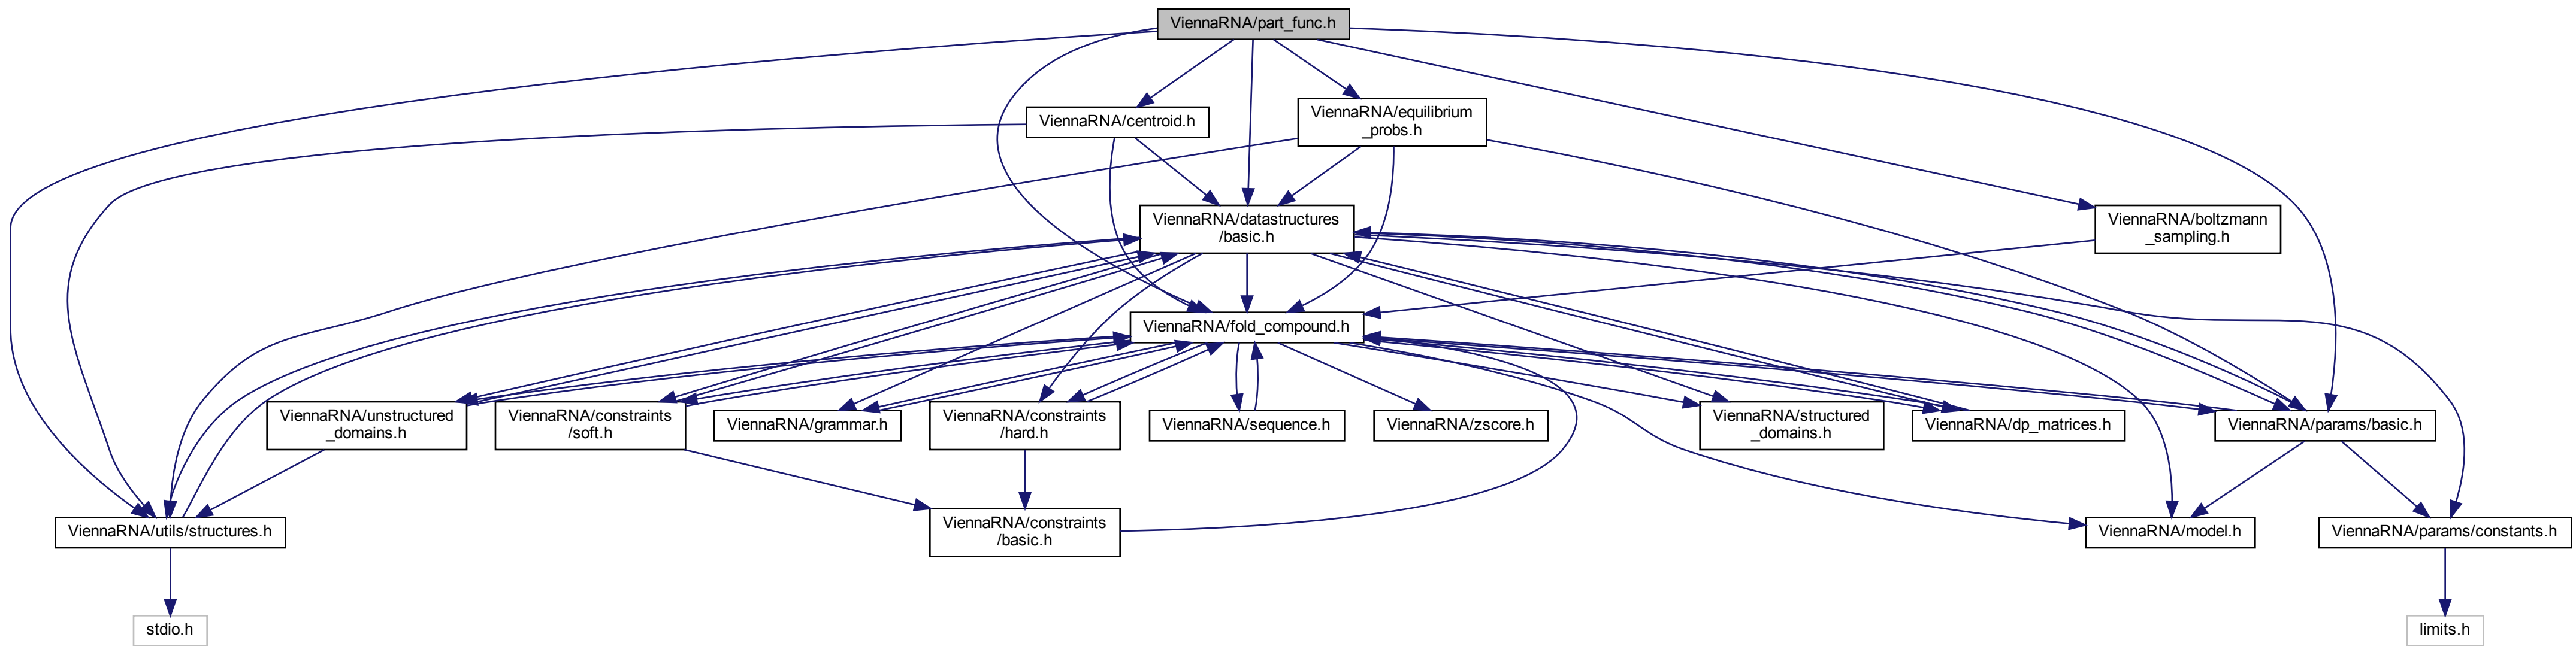 ViennaRNA/part_func.h
ViennaRNA/centroid.h
ViennaRNA/equilibrium
_probs.h
ViennaRNA/datastructures
/basic.h
ViennaRNA/boltzmann
_sampling.h
ViennaRNA/fold_compound.h
ViennaRNA/unstructured
_domains.h
ViennaRNA/constraints
/soft.h
ViennaRNA/grammar.h
ViennaRNA/constraints
/hard.h
ViennaRNA/sequence.h
ViennaRNA/zscore.h
ViennaRNA/structured
_domains.h
ViennaRNA/dp_matrices.h
ViennaRNA/params/basic.h
ViennaRNA/utils/structures.h
ViennaRNA/constraints
/basic.h
ViennaRNA/model.h
ViennaRNA/params/constants.h
stdio.h
limits.h